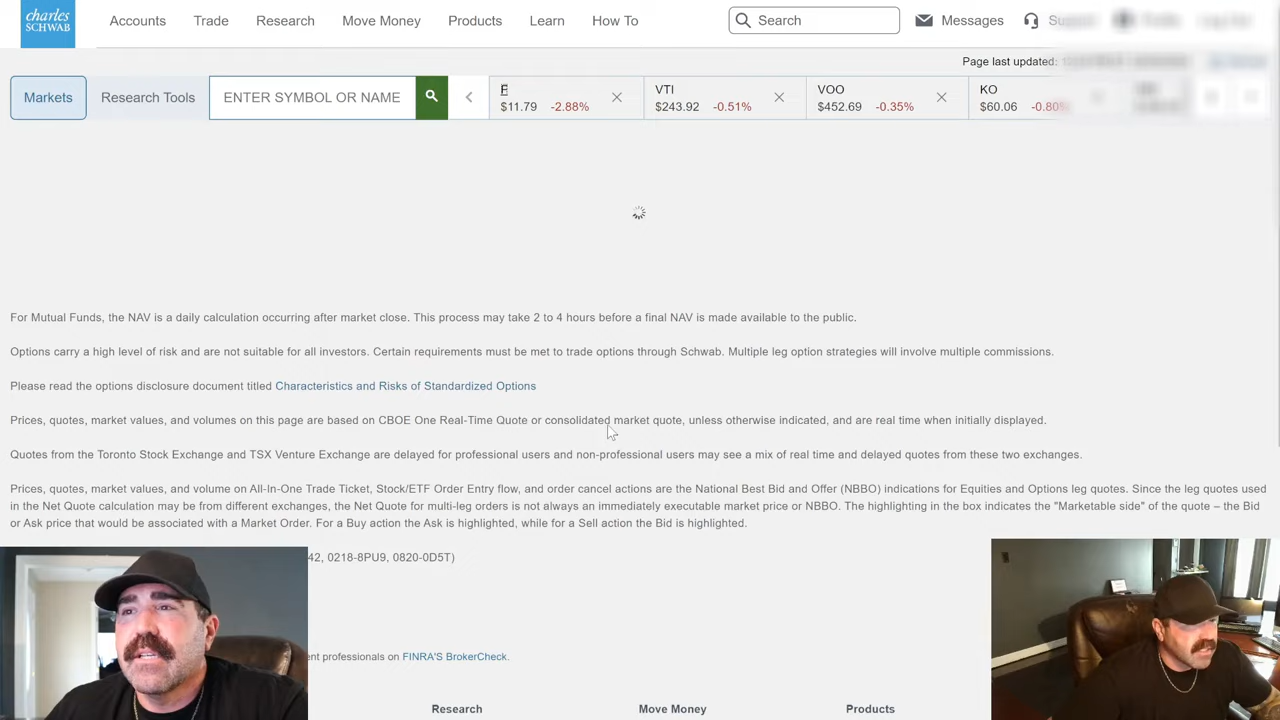 charles
SCHWAB
Accounts Trade Research Move Money Products Learn How To
Search
Messages
Page last updated:
Markets
Research Tools
ENTER SYMBOL OR NAME
F
$11.79 -2.88%
VTI
$243.92 -0.51%
VOO
$452.69 -0.35%
KO
$60.06 -0.80%
For Mutual Funds, the NAV is a daily calculation occurring after market close. This process may take 2 to 4 hours before a final NAV is made available to the public.
Options carry a high level of risk and are not suitable for all investors. Certain requirements must be met to trade options through Schwab. Multiple leg option strategies will involve multiple commissions.
Please read the options disclosure document titled Characteristics and Risks of Standardized Options
Prices, quotes, market values, and volumes on this page are based on CBOE One Real-Time Quote or consolidated market quote, unless otherwise indicated, and are real time when initially displayed.
Quotes from the Toronto Stock Exchange and TSX Venture Exchange are delayed for professional users and non-professional users may see a mix of real time and delayed quotes from these two exchanges.
Prices, quotes, market values, and volume on All-In-One Trade Ticket, Stock/ETF Order Entry flow, and order cancel actions are the National Best Bid and Offer (NBBO) indications for Equities and Options leg quotes. Since the leg quotes used
in the Net Quote calculation may be from different exchanges, the Net Quote for multi-leg orders is not always an immediately executable market price or NBBO. The highlighting in the box indicates the "Marketable side" of the quote – the Bid
or Ask price that would be associated with a Market Order. For a Buy action the Ask is highlighted, while for a Sell action the Bid is highlighted.
42, 0218-8PU9, 0820-0D5T)
ent professionals on FINRA'S BrokerCheck.
Research Move Money Products